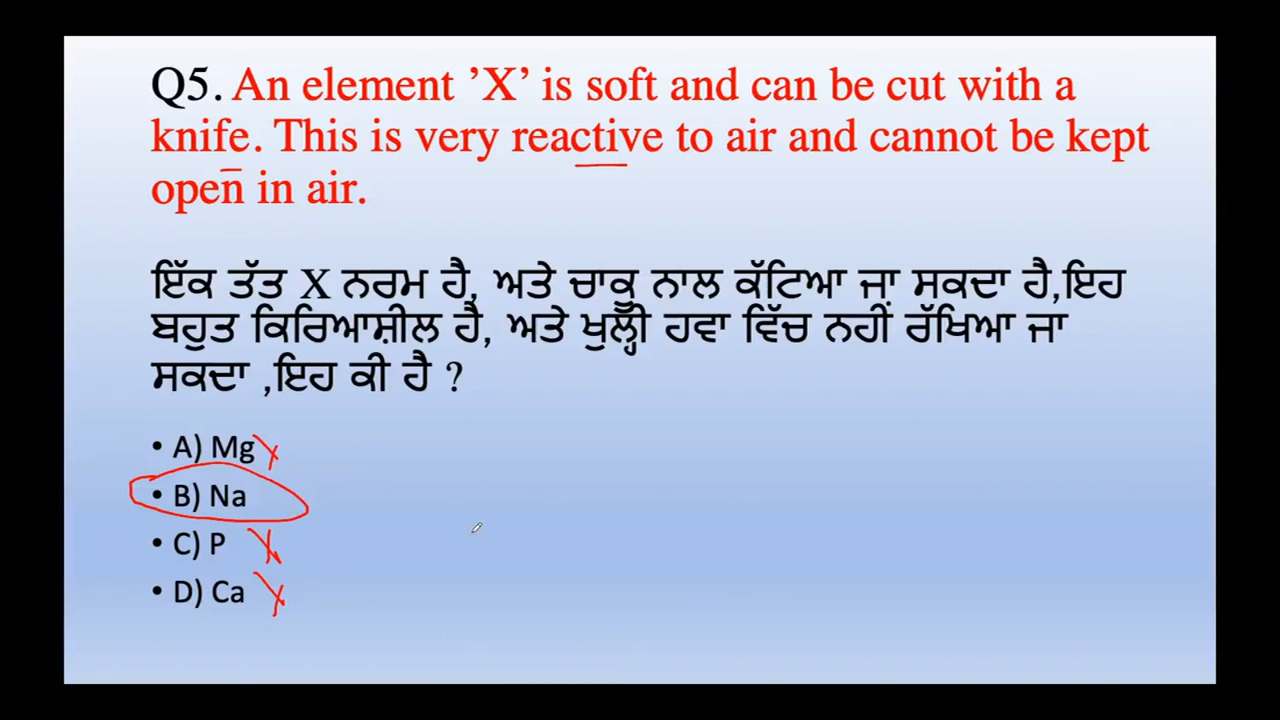 Q5. An element ’X’ is soft and can be cut with a
knife. This is very reactive to air and cannot be kept
open in air.
ਇੱਕ ਤੱਤ X ਨਰਮ ਹੈ, ਅਤੇ ਚਾਕੂ ਨਾਲ ਕੱਟਿਆ ਜਾਂ ਸਕਦਾ ਹੈ,ਇਹ
ਬਹੁਤ ਕਿਰਿਆਸ਼ੀਲ ਹੈ, ਅਤੇ ਖੁਲ੍ਹੀ ਹਵਾ ਵਿੱਚ ਨਹੀਂ ਰੱਖਿਆ ਜਾ
ਸਕਦਾ ,ਇਹ ਕੀ ਹੈ ?
• A) Mg
• B) Na
• C) P
• D) Ca